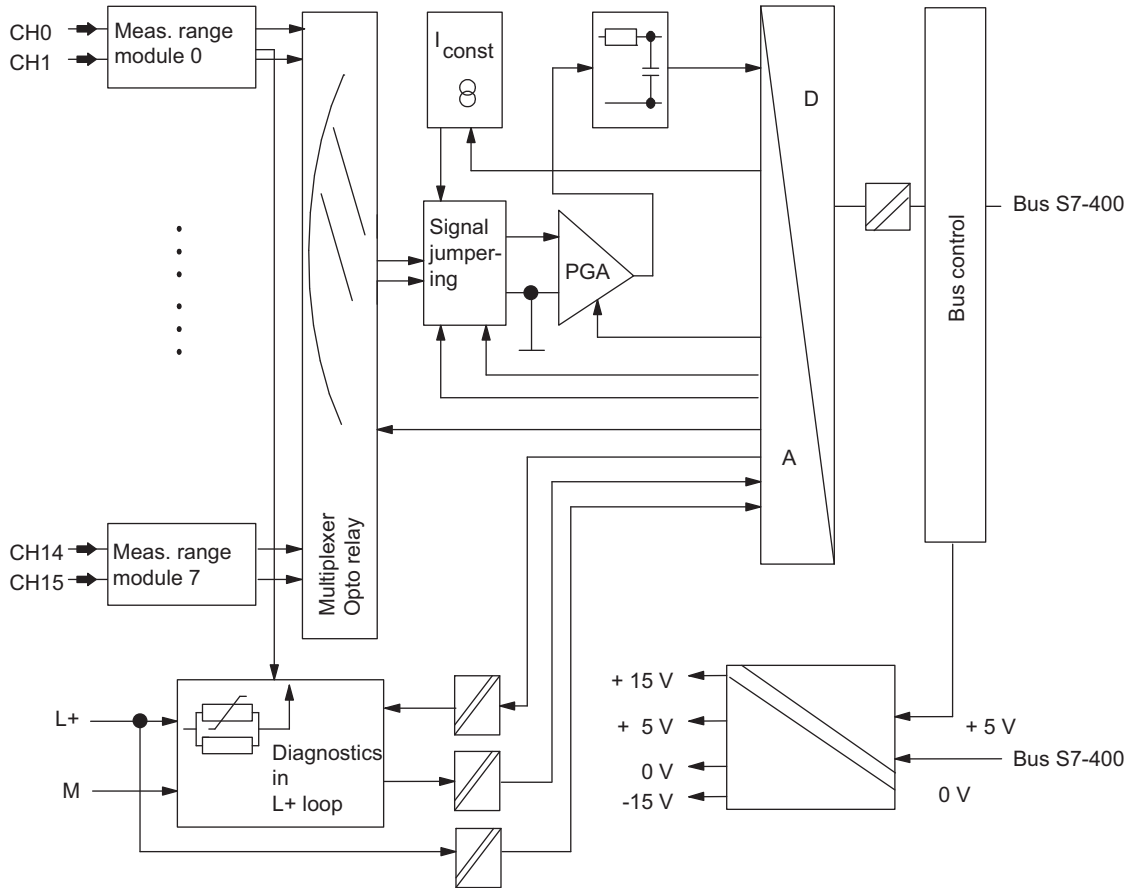 CH0
CH1
Meas. range
module 0
I const
D
Signal
jumper-
ing
PGA
Bus S7-400
Bus control
A
CH14
CH15
Meas. range
module 7
Multiplexer
Opto relay
L+
M
Diagnostics
in
L+ loop
+ 15 V
+ 5 V
0 V
-15 V
+ 5 V
Bus S7-400
0 V